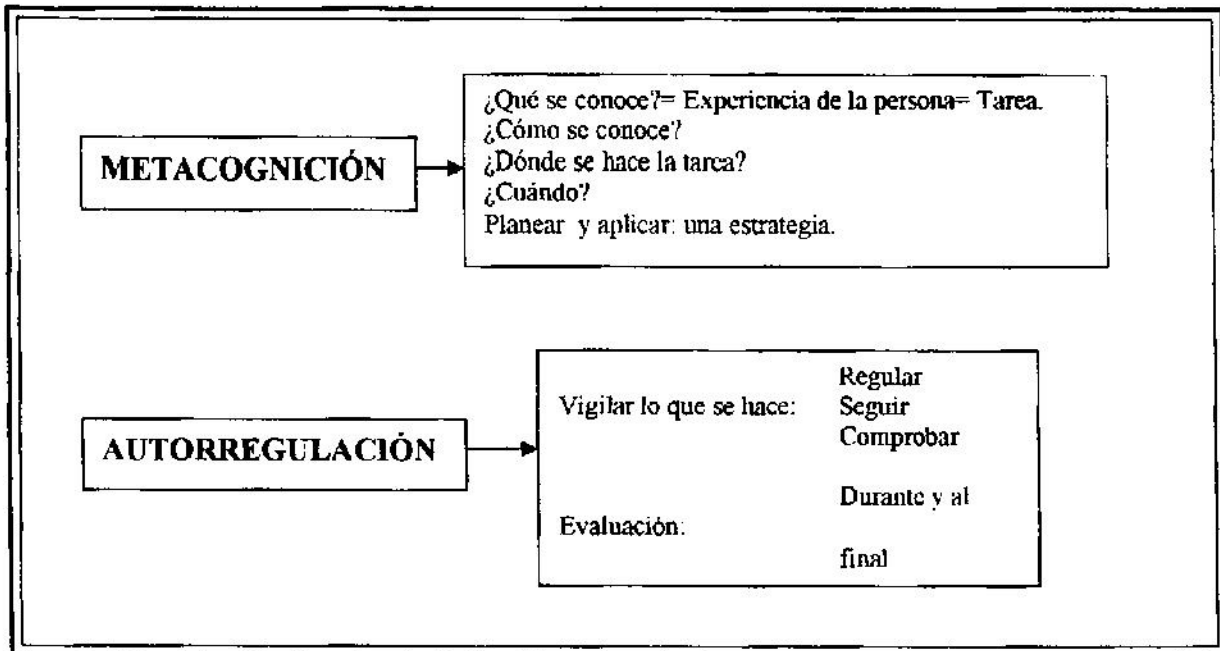 METACOGNICIÓN
¿Qué se conoce?= Experiencia de la persona= Tarea.
¿Cómo se conoce?
¿Dónde se hace la tarea?
¿Cuándo?
Planear y aplicar: una estrategia.
AUTORREGULACIÓN
Regular
Vigilar lo que se hace: Seguir
Comprobar
Durante y al
Evaluación:
final